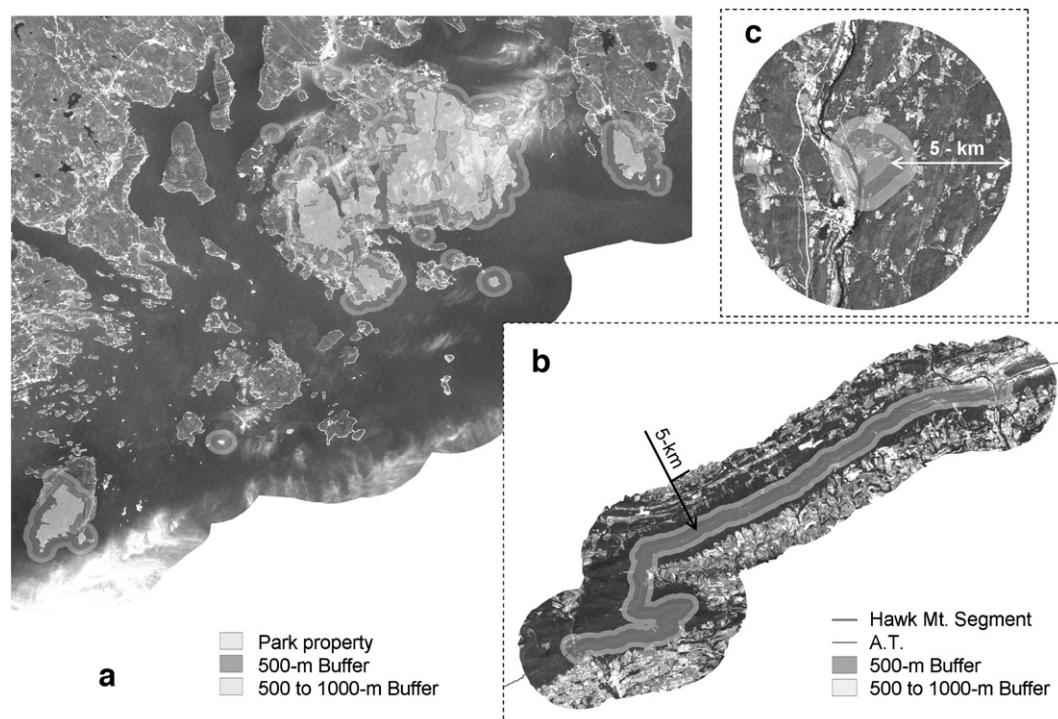 c
5 - km
b
5-km
Park property
500-m Buffer
500 to 1000-m Buffer
a
Hawk Mt. Segment
A.T.
500-m Buffer
500 to 1000-m Buffer